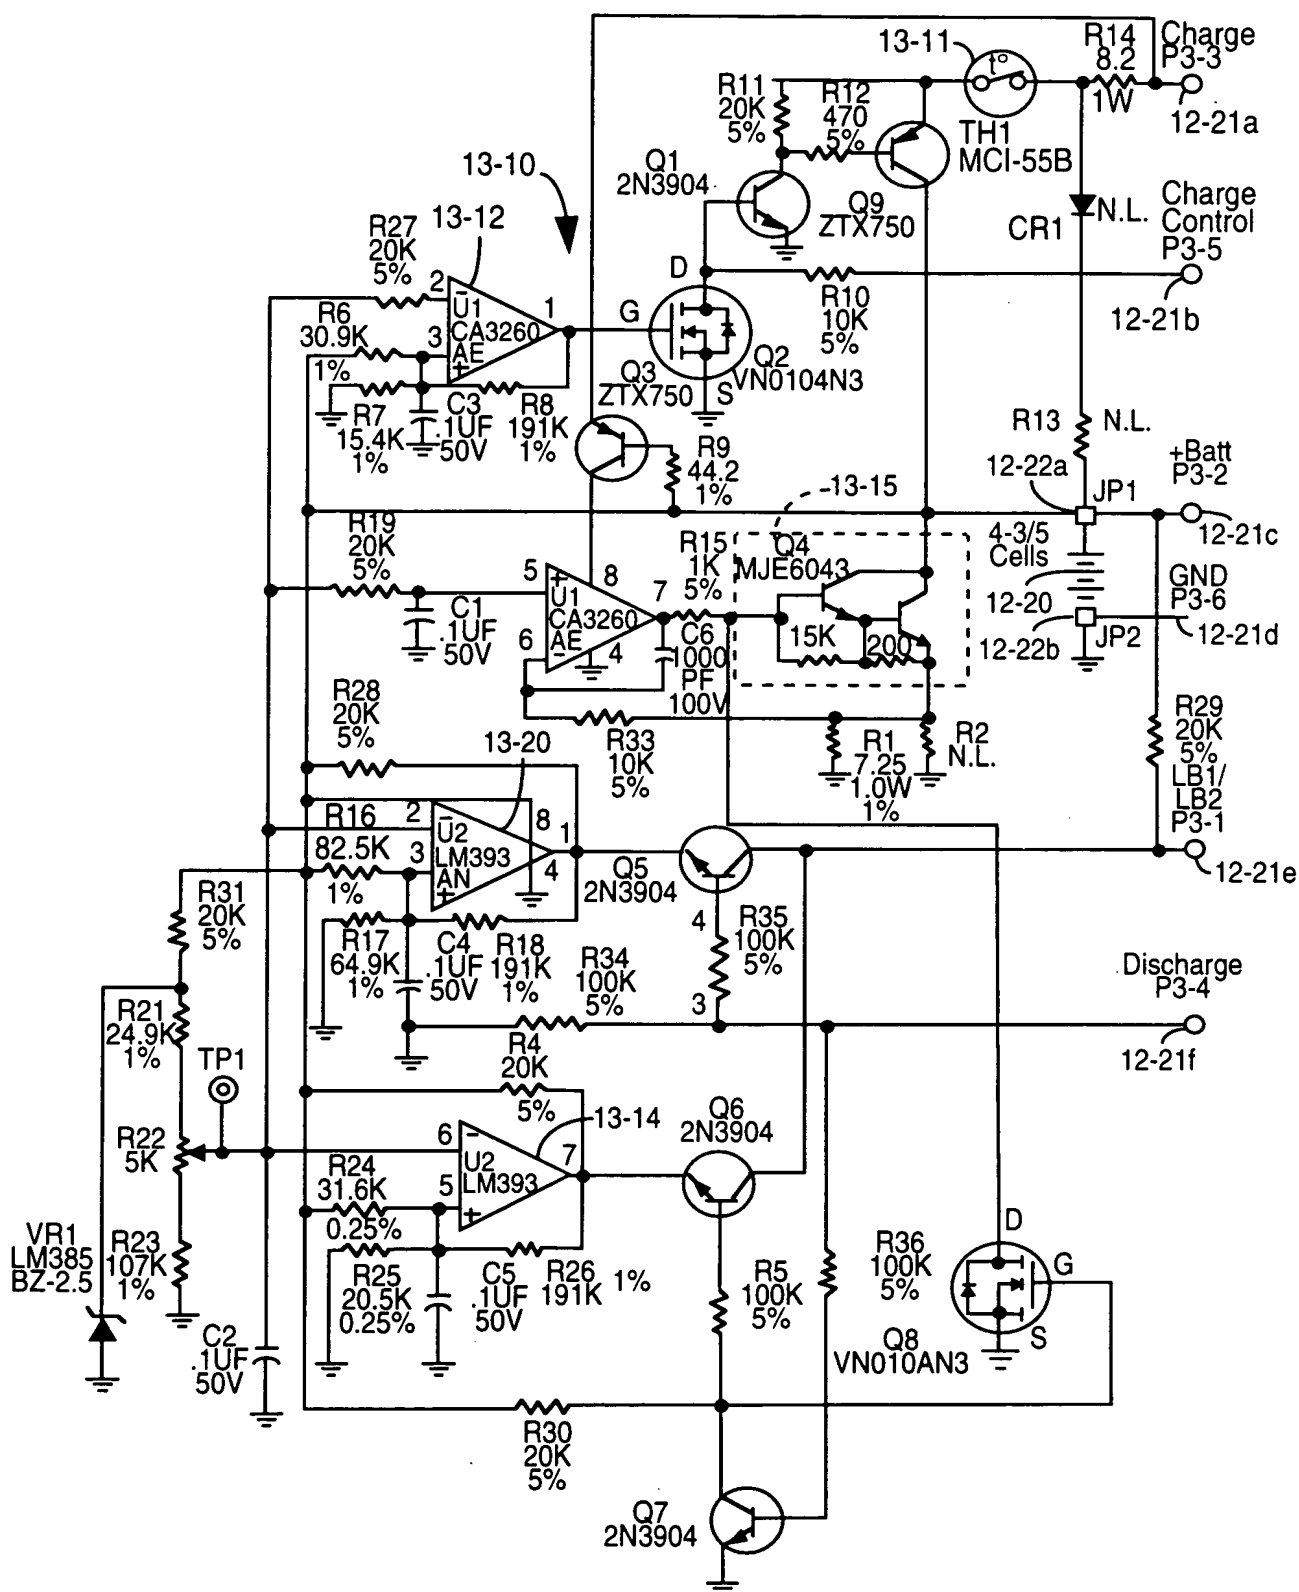 Charge
P3-3
12-21a
R14
8.2
1W
13-11
t°
TH1
MCI-55B
R11
20K
5%
R12
470
5%
Q1
2N3904
Q9
ZTX750
CR1
N.L.
Charge
Control
P3-5
12-21b
13-10
13-12
R27
20K
5%
2
-
U1
CA3260
AE
+
3
1
R6
30.9K
1%
R7
15.4K
1%
C3
.1UF
50V
R8
191K
1%
D
G
S
Q2
VN0104N3
R10
10K
5%
Q3
ZTX750
R9
44.2
1%
R13
N.L.
12-22a
JP1
+Batt
P3-2
12-21c
4-3/5
Cells
12-20
GND
P3-6
12-21d
12-22b
JP2
13-15
R19
20K
5%
C1
.1UF
50V
5
+
U1
CA3260
AE
-
6
8
7
4
R15
1K
5%
C6
1000
PF
100V
Q4
MJE6043
15K
200
R33
10K
5%
R1
7.25
1.0W
1%
R2
N.L.
R29
20K
5%
LB1/
LB2
P3-1
12-21e
R28
20K
5%
13-20
R16
82.5K
1%
2
-
U2
LM393
AN
+
3
8
1
4
Q5
2N3904
R31
20K
5%
R17
64.9K
1%
C4
.1UF
50V
R18
191K
1%
R34
100K
5%
4
R35
100K
5%
3
Discharge
P3-4
12-21f
R21
24.9K
1%
TP1
R4
20K
5%
13-14
R22
5K
6
-
U2
LM393
5
+
7
Q6
2N3904
R24
31.6K
0.25%
R25
20.5K
0.25%
C5
.1UF
50V
R26
191K
1%
VR1
LM385
BZ-2.5
R23
107K
1%
C2
.1UF
50V
R5
100K
5%
R36
100K
5%
D
G
S
Q8
VN010AN3
R30
20K
5%
Q7
2N3904